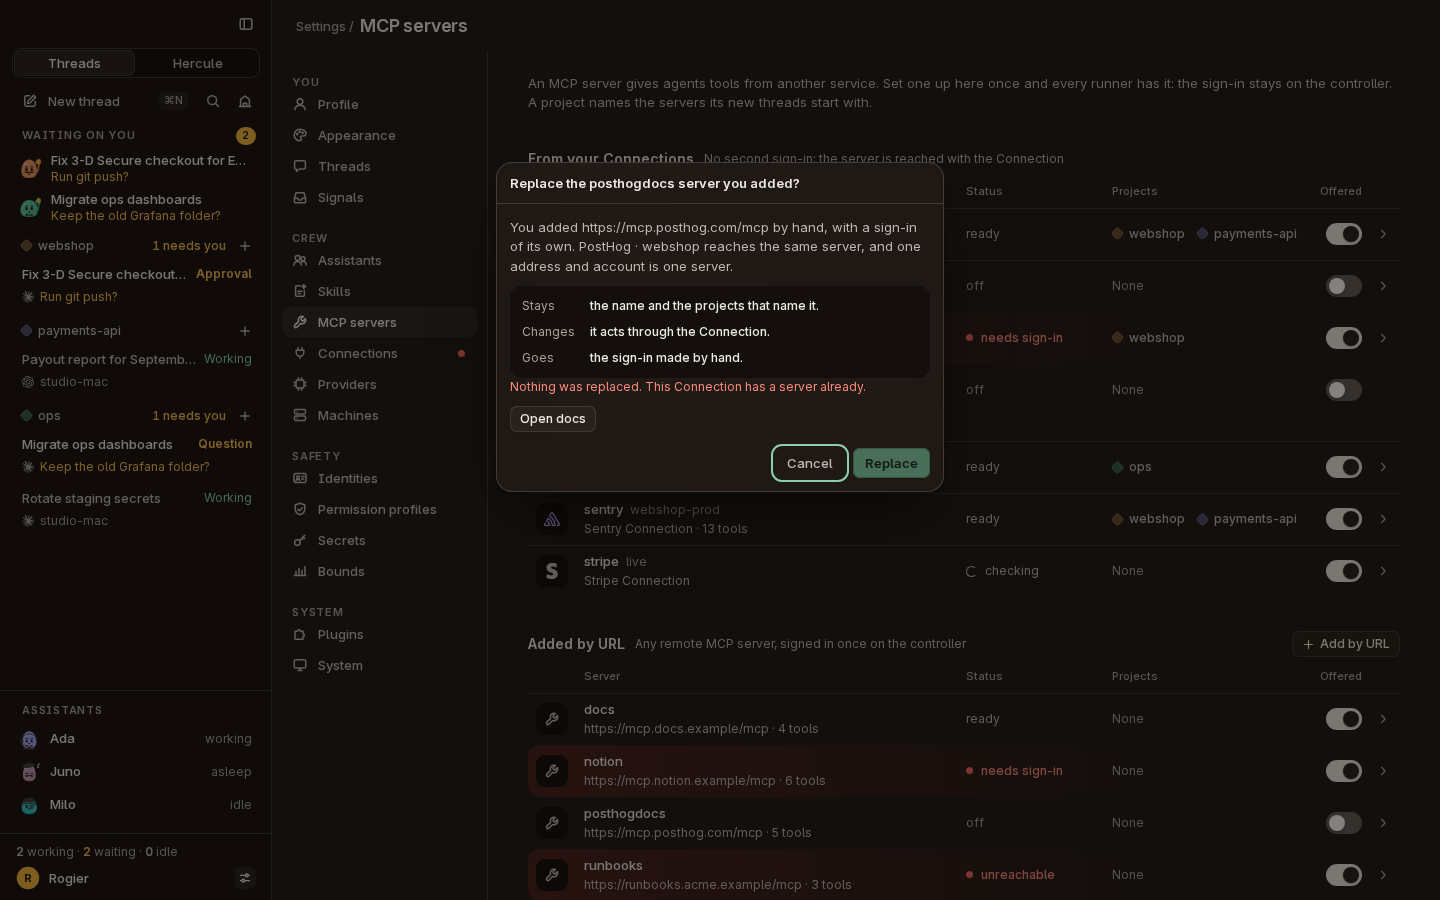 Settings / MCP servers
Threads
Hercule
New thread
⌘N
WAITING ON YOU
2
Fix 3-D Secure checkout for E…
Run git push?
Migrate ops dashboards
Keep the old Grafana folder?
webshop
1 needs you
Fix 3-D Secure checkout…
Approval
Run git push?
payments-api
Payout report for Septemb…
Working
studio-mac
ops
1 needs you
Migrate ops dashboards
Question
Keep the old Grafana folder?
Rotate staging secrets
Working
studio-mac
ASSISTANTS
Ada
working
Juno
asleep
Milo
idle
2 working · 2 waiting · 0 idle
R
Rogier
YOU
Profile
Appearance
Threads
Signals
CREW
Assistants
Skills
MCP servers
Connections
Providers
Machines
SAFETY
Identities
Permission profiles
Secrets
Bounds
SYSTEM
Plugins
System
An MCP server gives agents tools from another service. Set one up here once and every runner has it: the sign-in stays on the controller.
A project names the servers its new threads start with.
From your Connections
No second sign-in: the server is reached with the Connection
Status
Projects
Offered
ready
webshop
payments-api
off
None
needs sign-in
webshop
off
None
ready
ops
sentry webshop-prod
Sentry Connection · 13 tools
ready
webshop
payments-api
S
stripe live
Stripe Connection
checking
None
Replace the posthogdocs server you added?
You added https://mcp.posthog.com/mcp by hand, with a sign-in
of its own. PostHog · webshop reaches the same server, and one
address and account is one server.
Stays
the name and the projects that name it.
Changes
it acts through the Connection.
Goes
the sign-in made by hand.
Nothing was replaced. This Connection has a server already.
Open docs
Cancel
Replace
Added by URL
Any remote MCP server, signed in once on the controller
Add by URL
Server
Status
Projects
Offered
docs
https://mcp.docs.example/mcp · 4 tools
ready
None
notion
https://mcp.notion.example/mcp · 6 tools
needs sign-in
None
posthogdocs
https://mcp.posthog.com/mcp · 5 tools
off
None
runbooks
https://runbooks.acme.example/mcp · 3 tools
unreachable
None